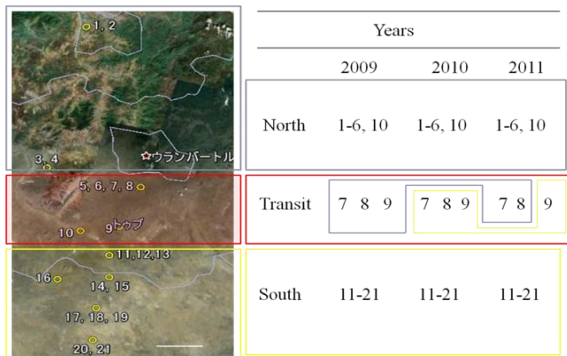 1, 2
3, 4
ウランバートル
5, 6, 7, 8
9 トゥブ
10
11,12,13
16
14, 15
17, 18, 19
20, 21
Years
2009 2010 2011
North 1-6, 10 1-6, 10 1-6, 10
Transit 7 8 9 7 8 9 7 8 9
South 11-21 11-21 11-21